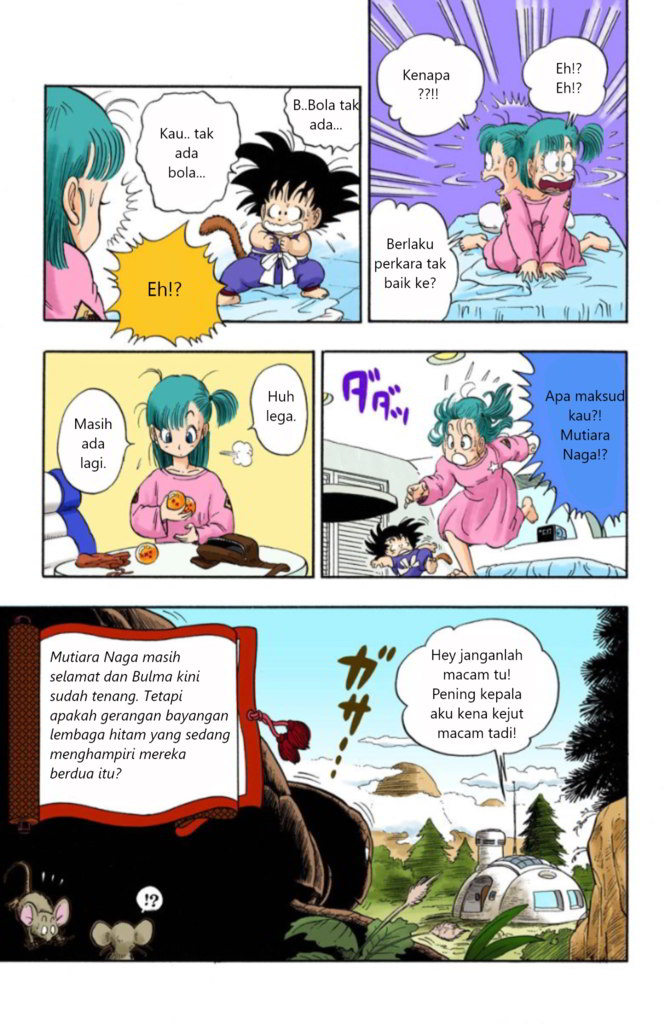 Eh!?
Eh!?
Kenapa
??!!
Berlaku
perkara tak
baik ke?
B..Bola tak
ada...
Kau.. tak
ada
bola...
Eh!?
Apa maksud
kau?!
Mutiara
Naga!?
ダダッ
Huh
lega.
Masih
ada
lagi.
Hey janganlah
macam tu!
Pening kepala
aku kena kejut
macam tadi!
ガサ...
Mutiara Naga masih
selamat dan Bulma kini
sudah tenang. Tetapi
apakah gerangan bayangan
lembaga hitam yang sedang
menghampiri mereka
berdua itu?
!?